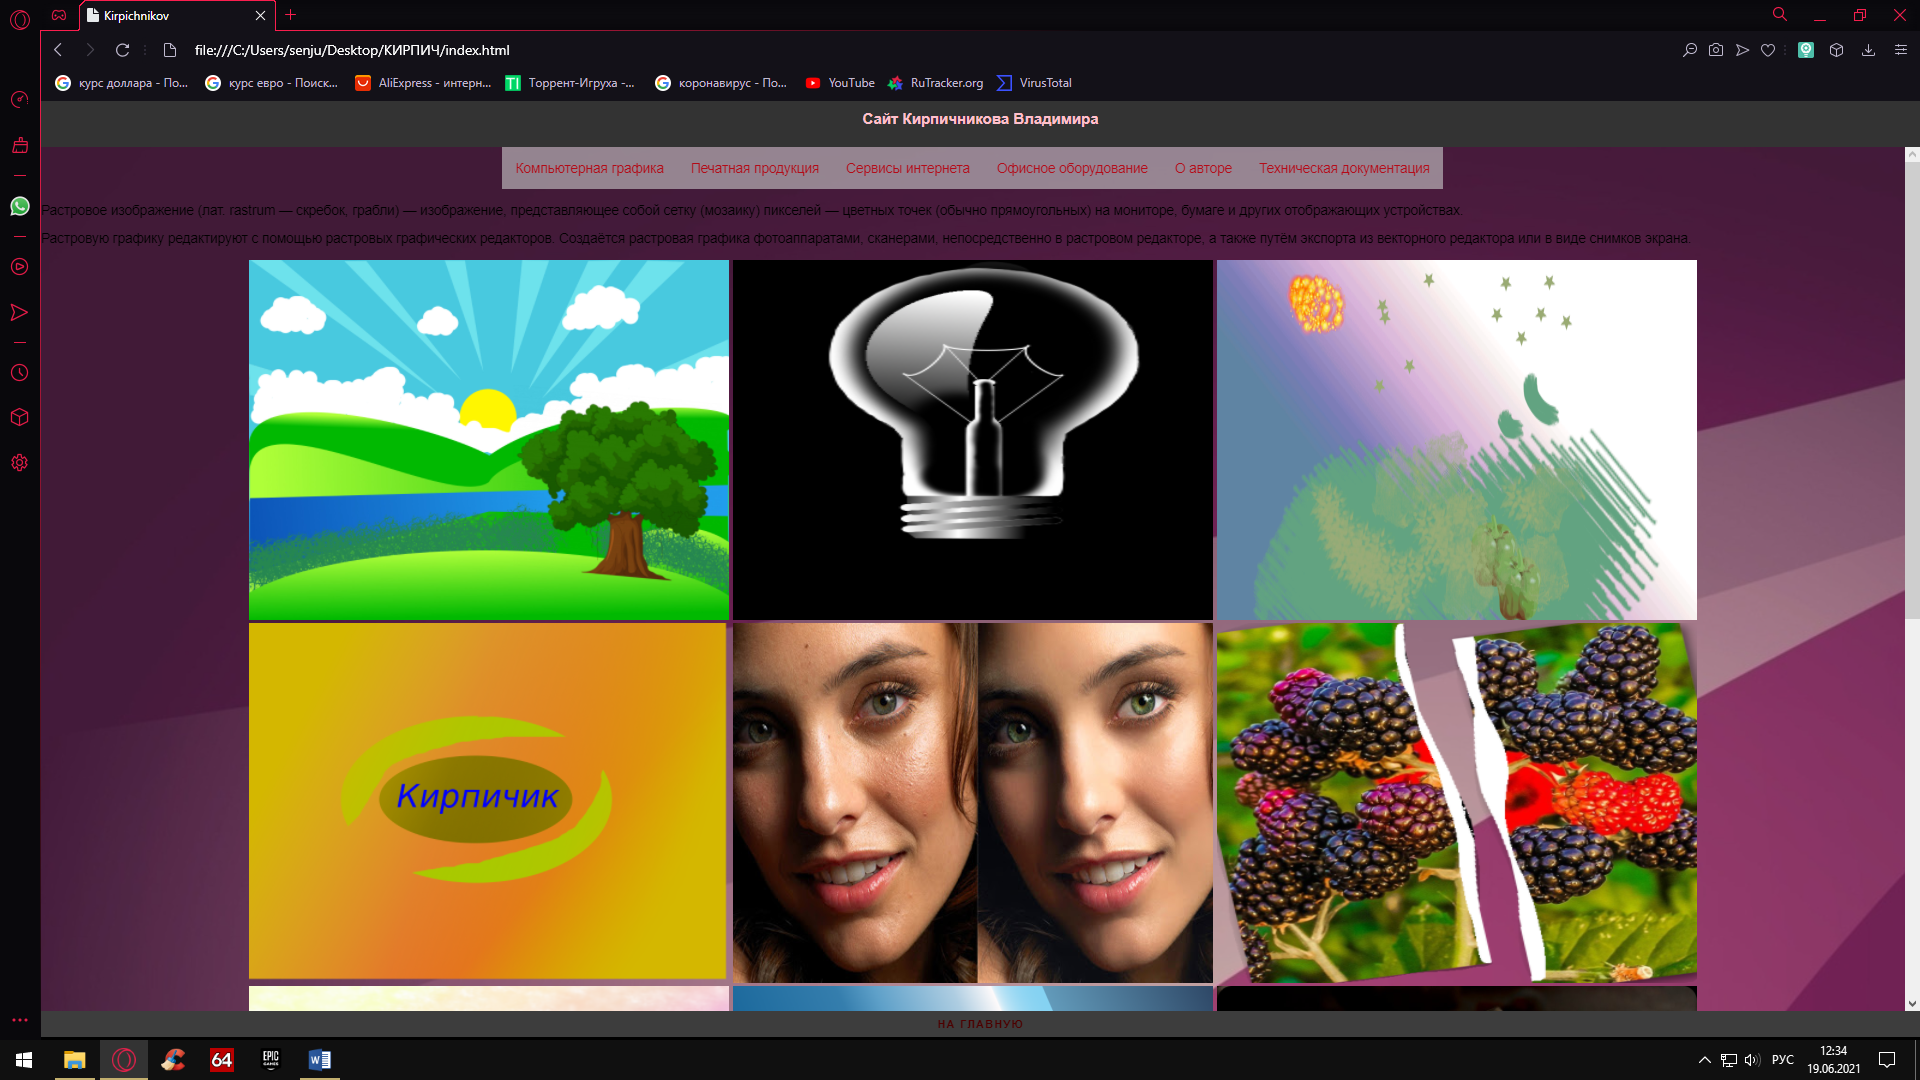 Kirpichnikov
file:///C:/Users/senju/Desktop/КИРПИЧ/index.html
курс доллара - По...
курс евро - Поиск...
AliExpress - интерн...
TI
Торрент-Игруха -...
коронавирус - По...
YouTube
RuTracker.org
VirusTotal
Сайт Кирпичникова Владимира
Компьютерная графика
Печатная продукция
Сервисы интернета
Офисное оборудование
О авторе
Техническая документация
Растровое изображение (лат. rastrum — скребок, грабли) — изображение, представляющее собой сетку (мозаику) пикселей — цветных точек (обычно прямоугольных) на мониторе, бумаге и других отображающих устройствах.
Растровую графику редактируют с помощью растровых графических редакторов. Создаётся растровая графика фотоаппаратами, сканерами, непосредственно в растровом редакторе, а также путём экспорта из векторного редактора или в виде снимков экрана.
Кирпичик
НА ГЛАВНУЮ
64
EPIC
GAMES
W
РУС
12:34
19.06.2021